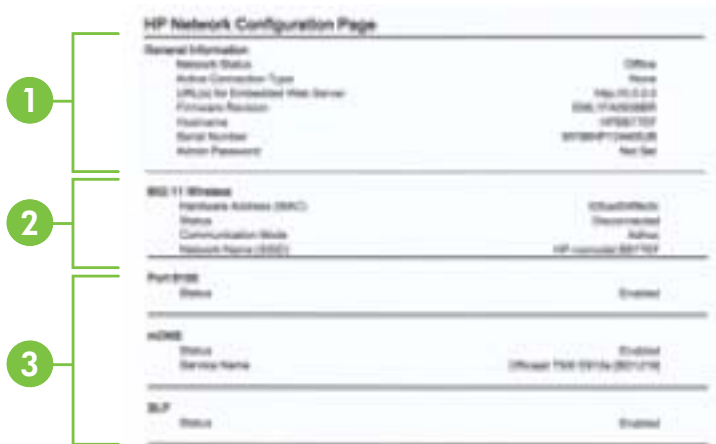 HP Network Configuration Page
General Information
Network Status Offline
Active Connection Type None
URL(s) for Embedded Web Server
Firmware Revision
Hostname
Serial Number
Admin Password Not Set
1
802.11 Wireless
Hardware Address (MAC)
Status Disconnected
Communication Mode Adhoc
Network Name (SSID)
2
Port 9100
Status Enabled
mDNS
Status Enabled
Service Name
SLP
Status Enabled
3